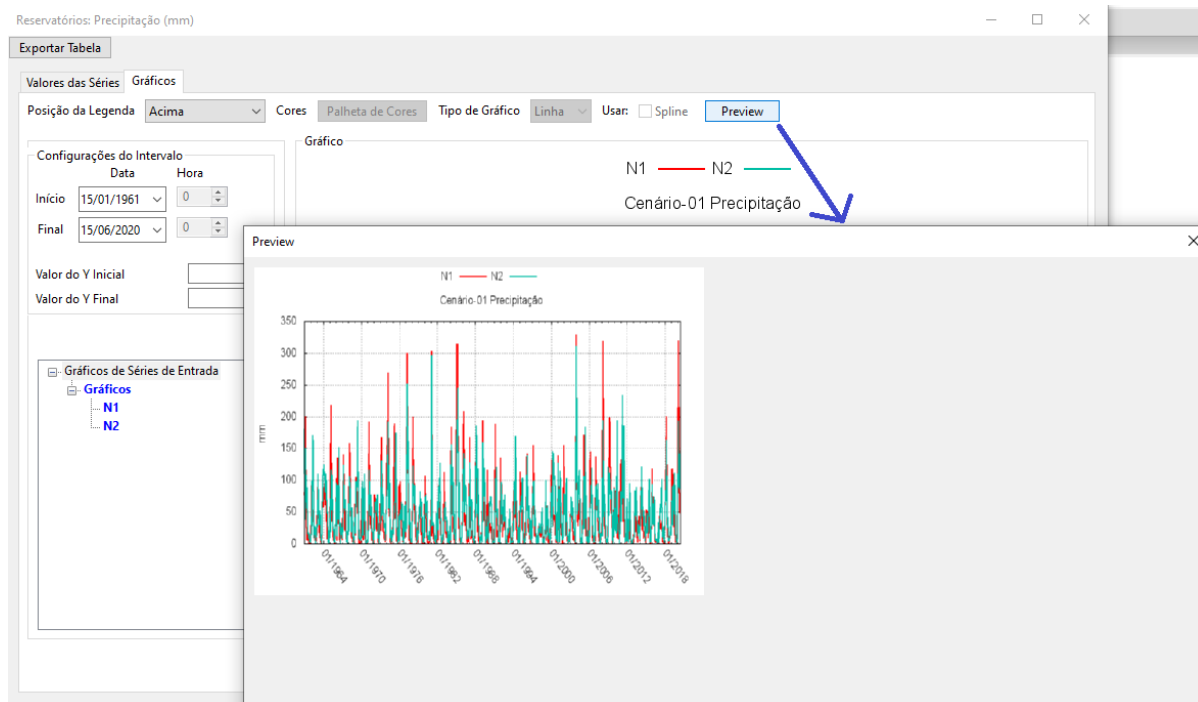 Reservatórios: Precipitação (mm)
Exportar Tabela
Valores das Séries Gráficos
Posição da Legenda Acima Cores Palheta de Cores Tipo de Gráfico Linha Usar: Spline Preview
Configurações do Intervalo
Data Hora
Início 15/01/1961 0
Final 15/06/2020 0
Valor do Y Inicial
Valor do Y Final
Gráficos de Séries de Entrada
Gráficos
N1
N2
Gráfico
N1 N2
Cenário-01 Precipitação
Preview
N1 N2
Cenário-01 Precipitação
350
300
250
200
150
100
50
0
mm
01/1964 01/1970 01/1976 01/1982 01/1988 01/1994 01/2000 01/2006 01/2012 01/2018